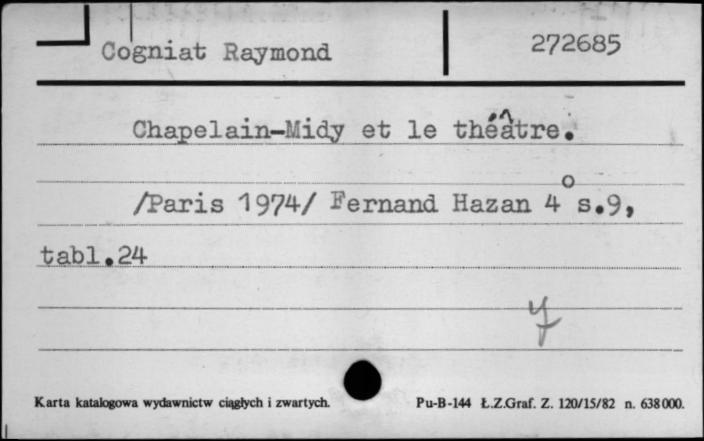 Cogniat Raymond 272685
Chapelain-Midy et le théâtre.
/Paris 1974/ Fernand Hazan 4° s.9,
tabl.24
Karta katalogowa wydawnictw ciągłych i zwartych. Pu-B-144 Ł.Z.Graf. Z. 120/15/82 n. 638000.